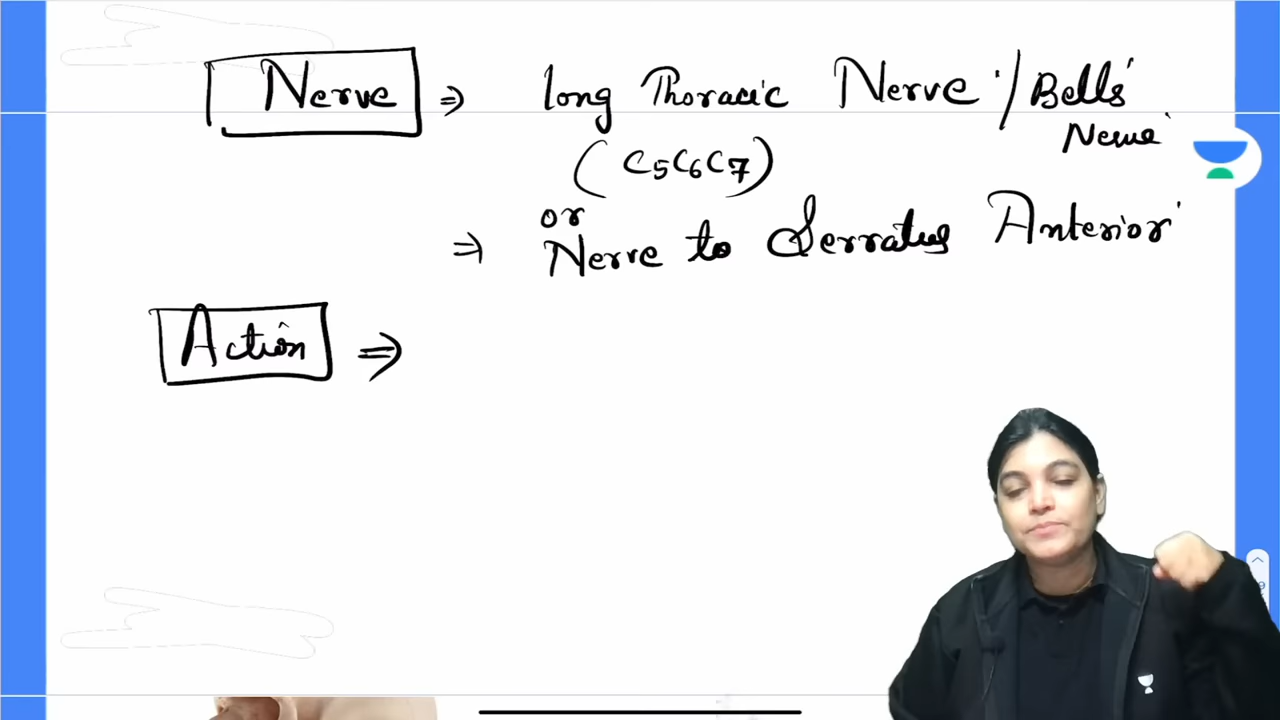 Nerve ⇒ long Thoracic Nerve / Bells'
Nerve
(C5C6C7)
or
⇒ Nerve to Serratus Anterior
Action ⇒